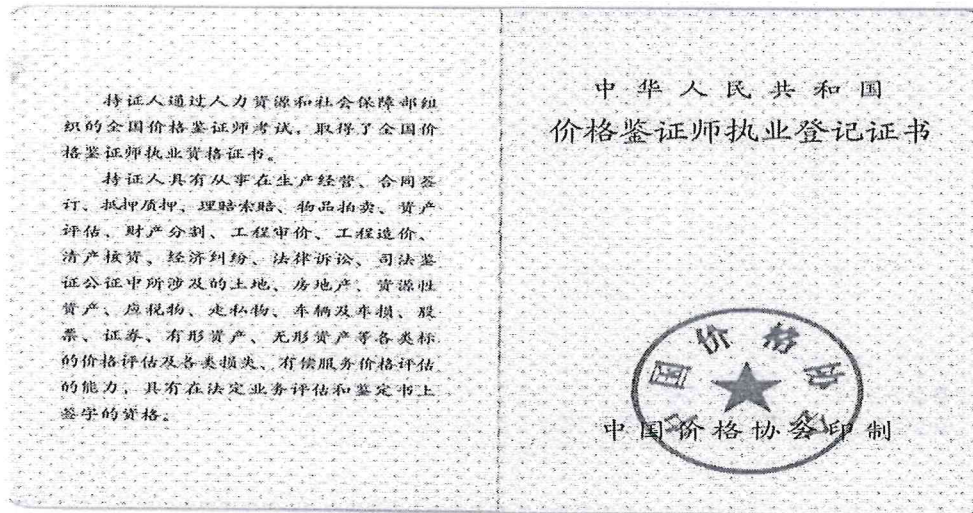 持证人通过人力资源和社会保障部组
织的全国价格鉴证师考试，取得了全国价
格鉴证师执业资格证书。
持证人具有从事在生产经营、合同签
订、抵押质押、理赔索赔、物品拍卖、资产
评估、财产分割、工程审价、工程造价、
清产核资、经济纠纷、法律诉讼、司法鉴
证公证中所涉及的土地、房地产、资源性
资产、应税物、走私物、车辆及车损、股
票、证券、有形资产、无形资产等各类标
的价格评估及各类损失、有偿服务价格评估
的能力，具有在法定业务评估和鉴定书上
签字的资格。
中华人民共和国
价格鉴证师执业登记证书
中国价格协会
中国价格协会印制